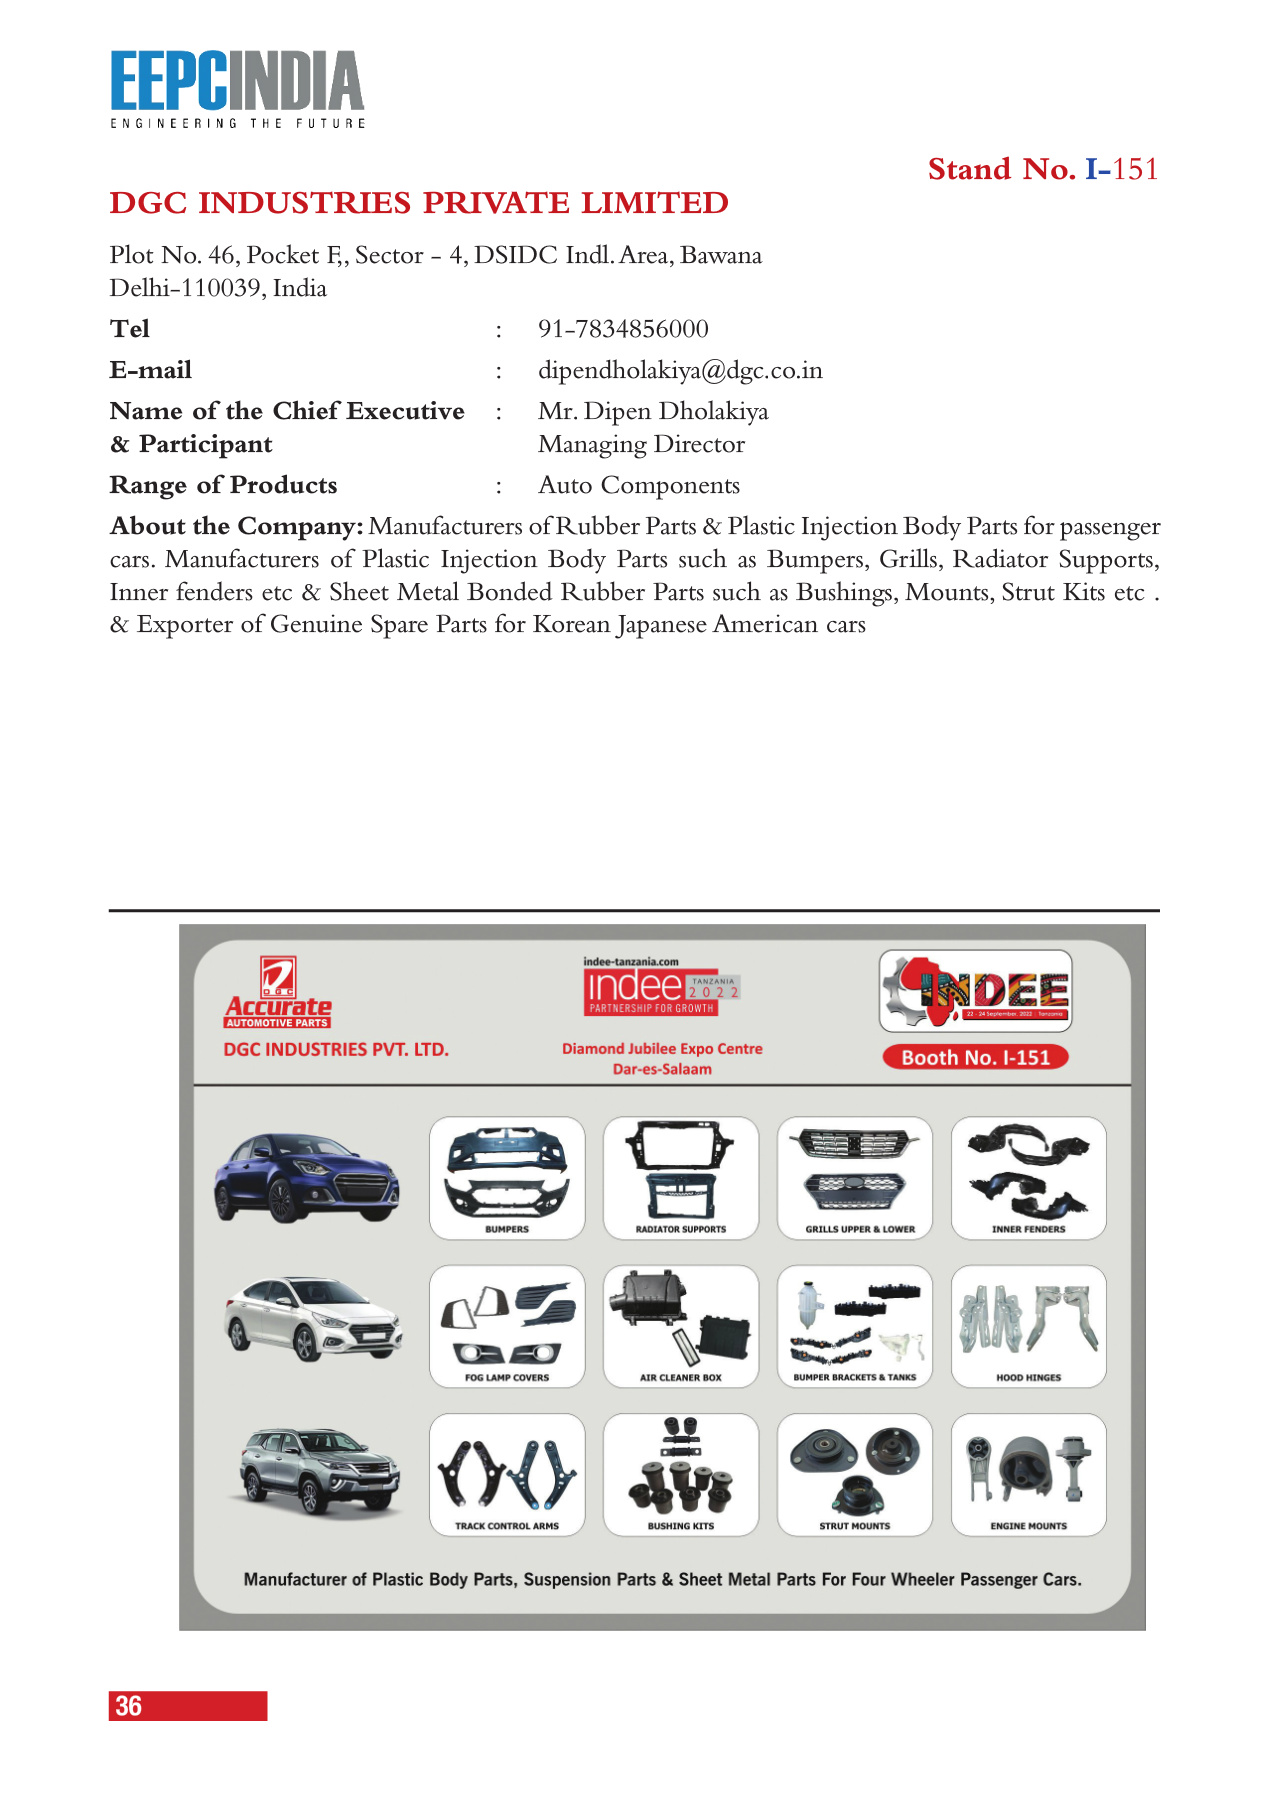 EEPCINDIA
ENGINEERING THE FUTURE
Stand No. I-151
DGC INDUSTRIES PRIVATE LIMITED
Plot No. 46, Pocket F,, Sector - 4, DSIDC Indl. Area, Bawana
Delhi-110039, India
Tel : 91-7834856000
E-mail : dipendholakiya@dgc.co.in
Name of the Chief Executive : Mr. Dipen Dholakiya
& Participant Managing Director
Range of Products : Auto Components
About the Company: Manufacturers of Rubber Parts & Plastic Injection Body Parts for passenger
cars. Manufacturers of Plastic Injection Body Parts such as Bumpers, Grills, Radiator Supports,
Inner fenders etc & Sheet Metal Bonded Rubber Parts such as Bushings, Mounts, Strut Kits etc .
& Exporter of Genuine Spare Parts for Korean Japanese American cars
DGC
Accurate
AUTOMOTIVE PARTS
DGC INDUSTRIES PVT. LTD.
indee-tanzania.com
indee TANZANIA
2022
PARTNERSHIP FOR GROWTH
Diamond Jubilee Expo Centre
Dar-es-Salaam
INDEE
22 - 24 September, 2022 | Tanzania
Booth No. I-151
BUMPERS RADIATOR SUPPORTS GRILLS UPPER & LOWER INNER FENDERS
FOG LAMP COVERS AIR CLEANER BOX BUMPER BRACKETS & TANKS HOOD HINGES
TRACK CONTROL ARMS BUSHING KITS STRUT MOUNTS ENGINE MOUNTS
Manufacturer of Plastic Body Parts, Suspension Parts & Sheet Metal Parts For Four Wheeler Passenger Cars.
36